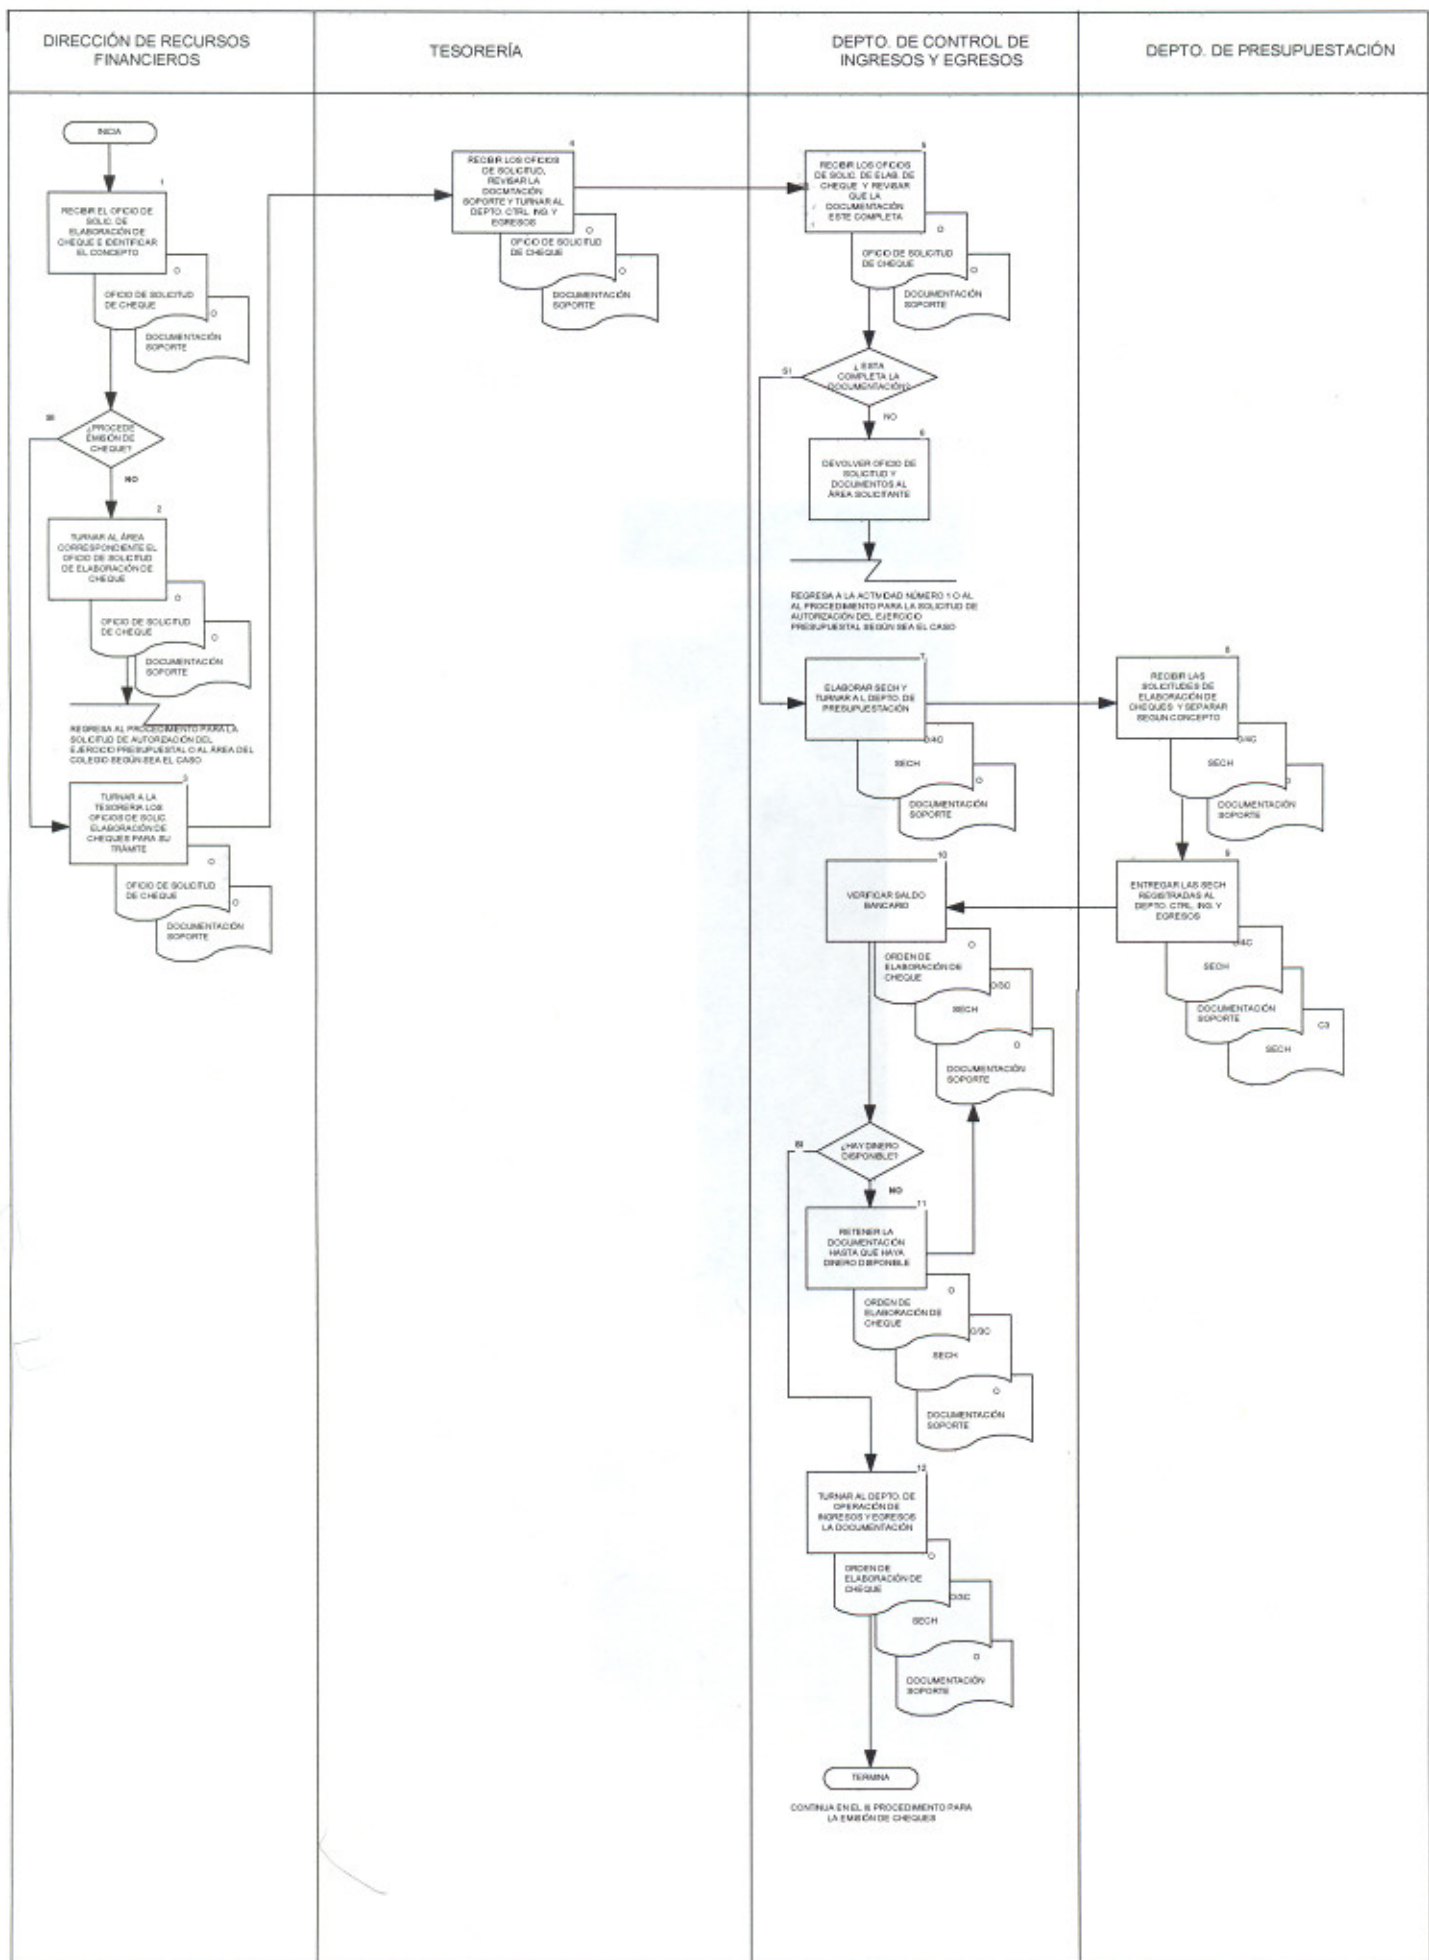 DIRECCIÓN DE RECURSOS
FINANCIEROS
TESORERÍA
DEPTO. DE CONTROL DE
INGRESOS Y EGRESOS
DEPTO. DE PRESUPUESTACIÓN
INICIA
1
RECIBIR EL OFICIO DE
SOLIC. DE
ELABORACIÓN DE
CHEQUE E IDENTIFICAR
EL CONCEPTO
O
OFICIO DE SOLICITUD
DE CHEQUE
O
DOCUMENTACIÓN
SOPORTE
¿PROCEDE
EMISIÓN DE
CHEQUE?
SI
NO
2
TURNAR AL ÁREA
CORRESPONDIENTE EL
OFICIO DE SOLICITUD
DE ELABORACIÓN DE
CHEQUE
O
OFICIO DE SOLICITUD
DE CHEQUE
O
DOCUMENTACIÓN
SOPORTE
REGRESA AL PROCEDIMIENTO PARA LA
SOLICITUD DE AUTORIZACIÓN DEL
EJERCICIO PRESUPUESTAL O AL ÁREA DEL
COLEGIO SEGÚN SEA EL CASO
3
TURNAR A LA
TESORERIA LOS
OFICIOS DE SOLIC.
ELABORACIÓN DE
CHEQUES PARA SU
TRÁMITE
O
OFICIO DE SOLICITUD
DE CHEQUE
O
DOCUMENTACIÓN
SOPORTE
4
RECIBIR LOS OFICIOS
DE SOLICITUD,
REVISAR LA
DOCMTACIÓN
SOPORTE Y TURNAR AL
DEPTO. CTRL. ING. Y
EGRESOS
O
OFICIO DE SOLICITUD
DE CHEQUE
O
DOCUMENTACIÓN
SOPORTE
5
RECIBIR LOS OFICIOS
DE SOLIC. DE ELAB. DE
CHEQUE Y REVISAR
QUE LA
DOCUMENTACIÓN
ESTE COMPLETA
O
OFICIO DE SOLICITUD
DE CHEQUE
O
DOCUMENTACIÓN
SOPORTE
¿ ESTA
COMPLETA LA
DOCUMENTACIÓN?
SI
NO
6
DEVOLVER OFICIO DE
SOLICITUD Y
DOCUMENTOS AL
ÁREA SOLICITANTE
REGRESA A LA ACTIVIDAD NÚMERO 1 O AL
AL PROCEDIMIENTO PARA LA SOLICITUD DE
AUTORIZACIÓN DEL EJERCICIO
PRESUPUESTAL SEGÚN SEA EL CASO
7
ELABORAR SECH Y
TURNAR A L DEPTO. DE
PRESUPUESTACIÓN
O/4C
SECH
O
DOCUMENTACIÓN
SOPORTE
8
RECIBIR LAS
SOLICITUDES DE
ELABORACIÓN DE
CHEQUES Y SEPARAR
SEGUN CONCEPTO
O/4C
SECH
O
DOCUMENTACIÓN
SOPORTE
9
ENTREGAR LAS SECH
REGISTRADAS AL
DEPTO. CTRL. ING. Y
EGRESOS
SECH
DOCUMENTACIÓN
SOPORTE
C3
SECH
10
VERIFICAR SALDO
BANCARIO
O
ORDEN DE
ELABORACIÓN DE
CHEQUE
O/3C
SECH
O
DOCUMENTACIÓN
SOPORTE
¿HAY DINERO
DISPONIBLE?
SI
NO
11
RETENER LA
DOCUMENTACIÓN
HASTA QUE HAYA
DINERO DISPONIBLE
O
ORDEN DE
ELABORACIÓN DE
CHEQUE
O/3C
SECH
O
DOCUMENTACIÓN
SOPORTE
12
TURNAR AL DEPTO. DE
OPERACIÓN DE
INGRESOS Y EGRESOS
LA DOCUMENTACIÓN
O
ORDEN DE
ELABORACIÓN DE
CHEQUE
O/3C
SECH
O
DOCUMENTACIÓN
SOPORTE
TERMINA
CONTINUA EN EL PROCEDIMIENTO PARA
LA EMISIÓN DE CHEQUES